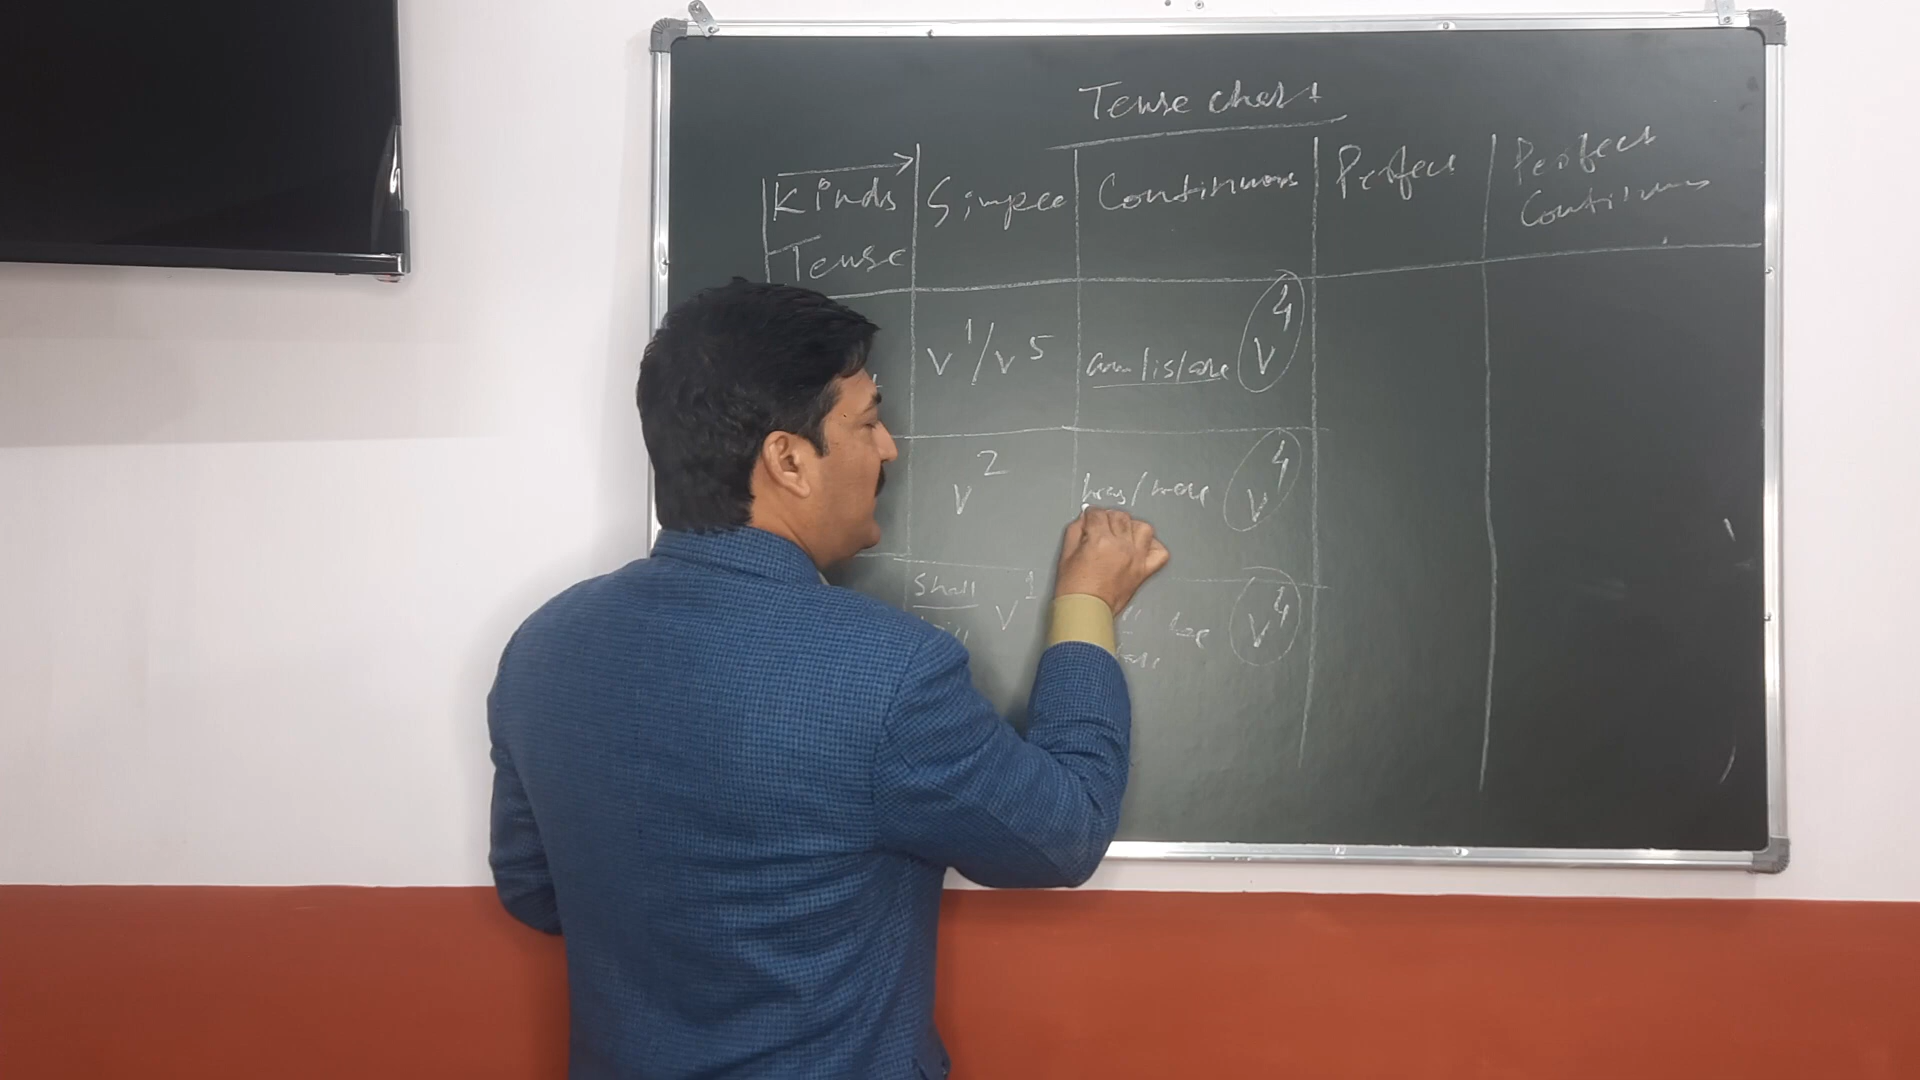 Tense chart
Kinds Simple Continuous Perfect Perfect Continuous
Tense
V1/V5 am/is/are V4
V2 was/were V4
Shall V1 be V4